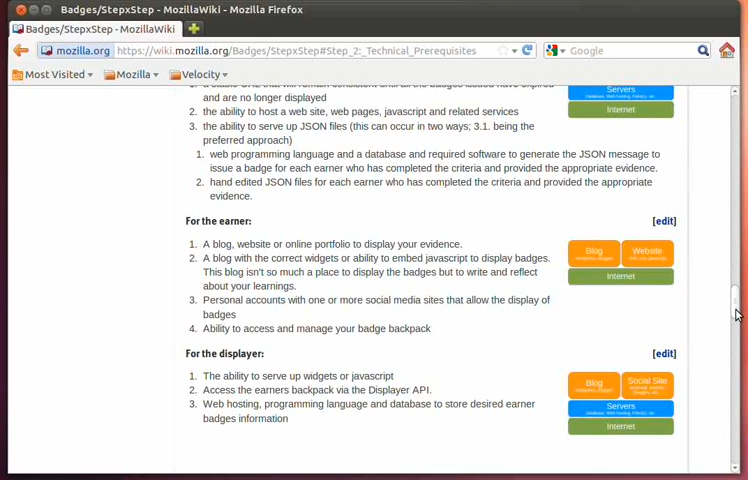 Badges/StepxStep - MozillaWiki - Mozilla Firefox
Badges/StepxStep - MozillaWiki
mozilla.org https://wiki.mozilla.org/Badges/StepxStep#Step_2:_Technical_Prerequisites
Google
Most Visited Mozilla Velocity
and are no longer displayed
2. the ability to host a web site, web pages, javascript and related services
3. the ability to serve up JSON files (this can occur in two ways; 3.1. being the
preferred approach)
1. web programming language and a database and required software to generate the JSON message to
issue a badge for each earner who has completed the criteria and provided the appropriate evidence.
2. hand edited JSON files for each earner who has completed the criteria and provided the appropriate
evidence.
Servers
Internet
For the earner:
[edit]
1. A blog, website or online portfolio to display your evidence.
2. A blog with the correct widgets or ability to embed javascript to display badges.
This blog isn't so much a place to display the badges but to write and reflect
about your learnings.
3. Personal accounts with one or more social media sites that allow the display of
badges
4. Ability to access and manage your badge backpack
Blog Website
Internet
For the displayer:
[edit]
1. The ability to serve up widgets or javascript
2. Access the earners backpack via the Displayer API.
3. Web hosting, programming language and database to store desired earner
badges information
Blog Social Site
Servers
Internet